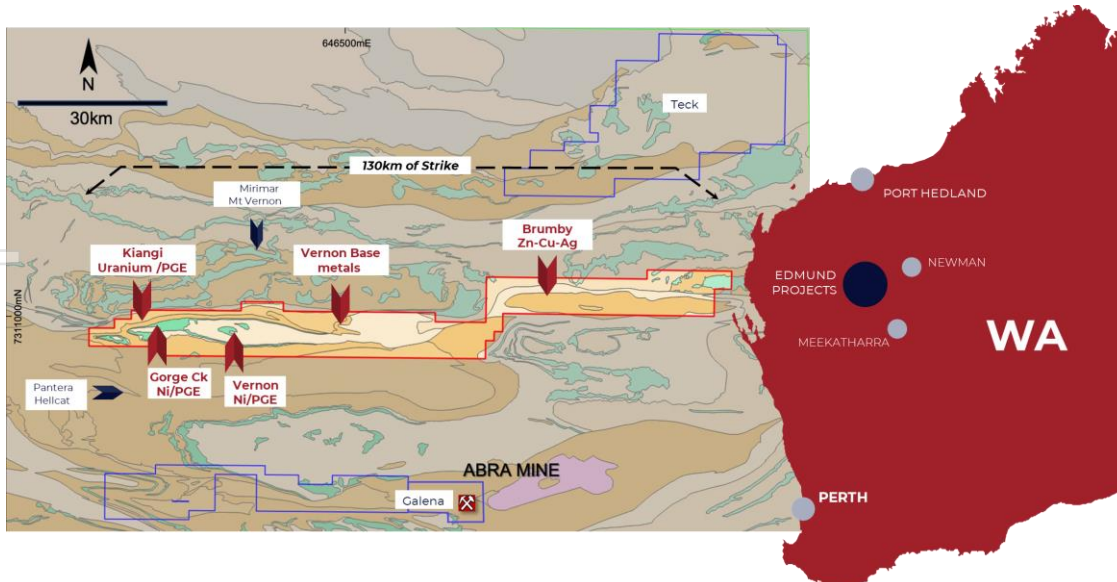 646500mE
N
30km
Teck
130km of Strike
Mirimar
Mt Vernon
Kiangi
Uranium /PGE
Vernon Base
metals
Brumby
Zn-Cu-Ag
7311000mN
Gorge Ck
Ni/PGE
Vernon
Ni/PGE
Pantera
Hellcat
ABRA MINE
Galena
PORT HEDLAND
EDMUND
PROJECTS
NEWMAN
MEEKATHARRA
WA
PERTH